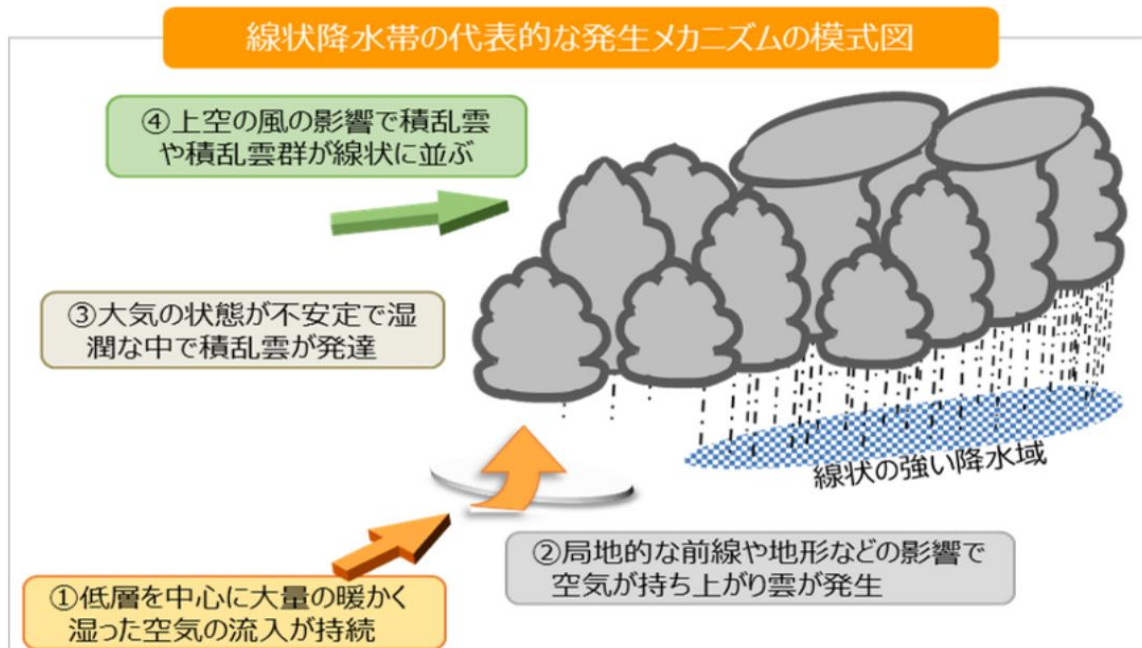 線状降水帯の代表的な発生メカニズムの模式図
④上空の風の影響で積乱雲
や積乱雲群が線状に並ぶ
③大気の状態が不安定で湿
潤な中で積乱雲が発達
線状の強い降水域
②局地的な前線や地形などの影響で
空気が持ち上がり雲が発生
①低層を中心に大量の暖かく
湿った空気の流入が持続